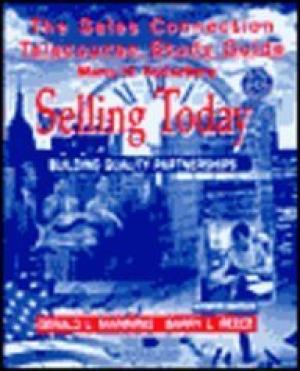 The Sales Connection
Telecourse Study Guide
Selling Today
BUILDING QUALITY PARTNERSHIPS
GERALD L MANNING BARRY L REECE